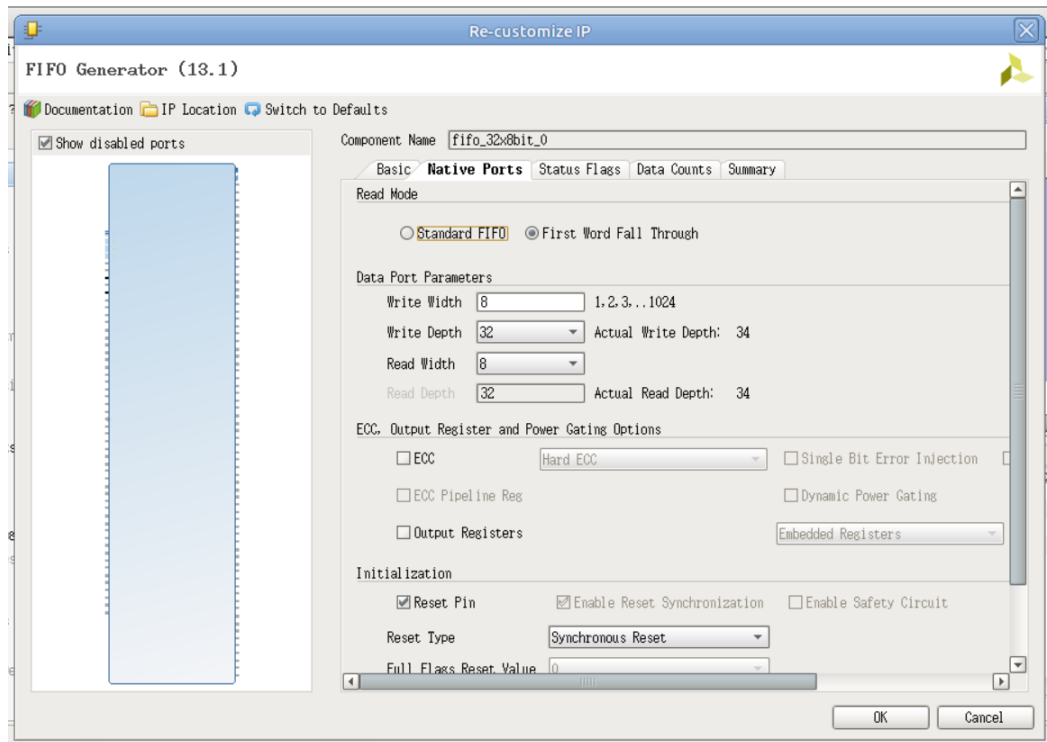 Re-customize IP
FIFO Generator (13.1)
Documentation IP Location Switch to Defaults
Show disabled ports
Component Name fifo_32x8bit_0
Basic Native Ports Status Flags Data Counts Summary
Read Mode
Standard FIFO First Word Fall Through
Data Port Parameters
Write Width 8 1,2,3,..1024
Write Depth 32 Actual Write Depth: 34
Read Width 8
Read Depth 32 Actual Read Depth: 34
ECC, Output Register and Power Gating Options
ECC Hard ECC Single Bit Error Injection
ECC Pipeline Reg Dynamic Power Gating
Output Registers Embedded Registers
Initialization
Reset Pin Enable Reset Synchronization Enable Safety Circuit
Reset Type Synchronous Reset
Full Flags Reset Value 0
OK Cancel